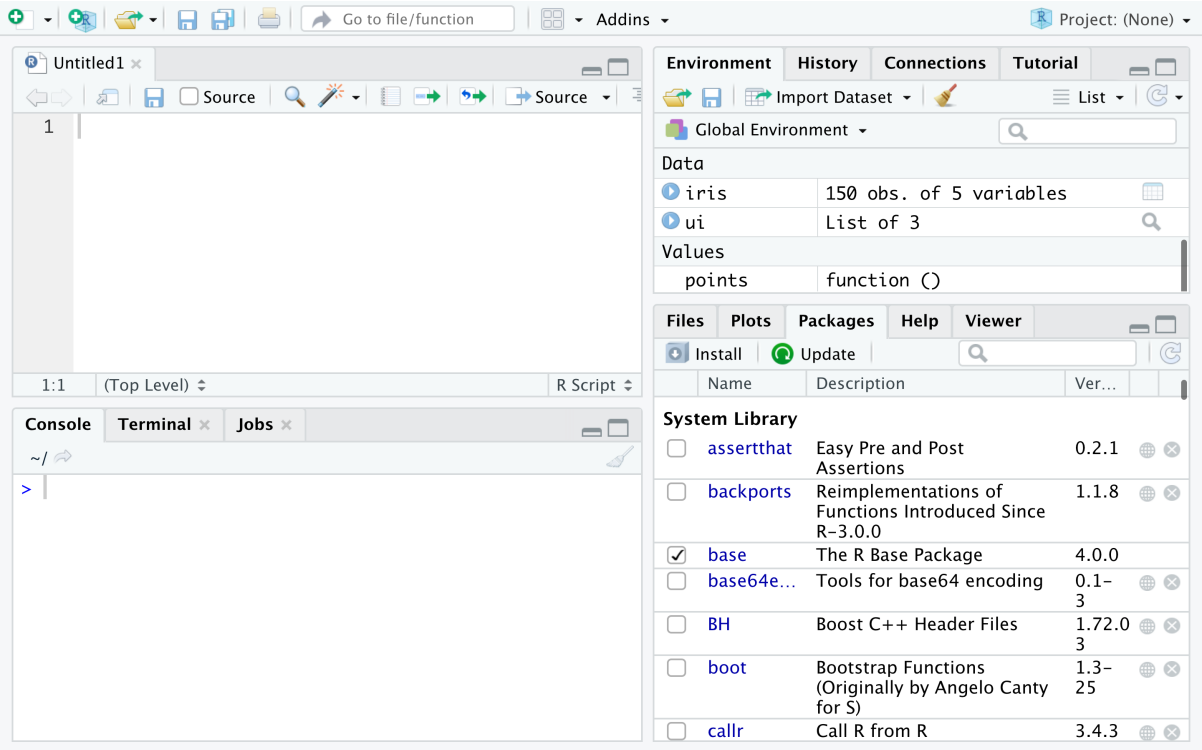 Go to file/function
Addins
Project: (None)
Untitled1
Source
Source
1
1:1
(Top Level)
R Script
Console
Terminal
Jobs
~/
>
Environment
History
Connections
Tutorial
Import Dataset
List
Global Environment
Data
iris
150 obs. of 5 variables
ui
List of 3
Values
points
function ()
Files
Plots
Packages
Help
Viewer
Install
Update
Name
Description
Ver...
System Library
assertthat
Easy Pre and Post
Assertions
0.2.1
backports
Reimplementations of
Functions Introduced Since
R-3.0.0
1.1.8
base
The R Base Package
4.0.0
base64e...
Tools for base64 encoding
0.1-
3
BH
Boost C++ Header Files
1.72.0
3
boot
Bootstrap Functions
(Originally by Angelo Canty
for S)
1.3-
25
callr
Call R from R
3.4.3